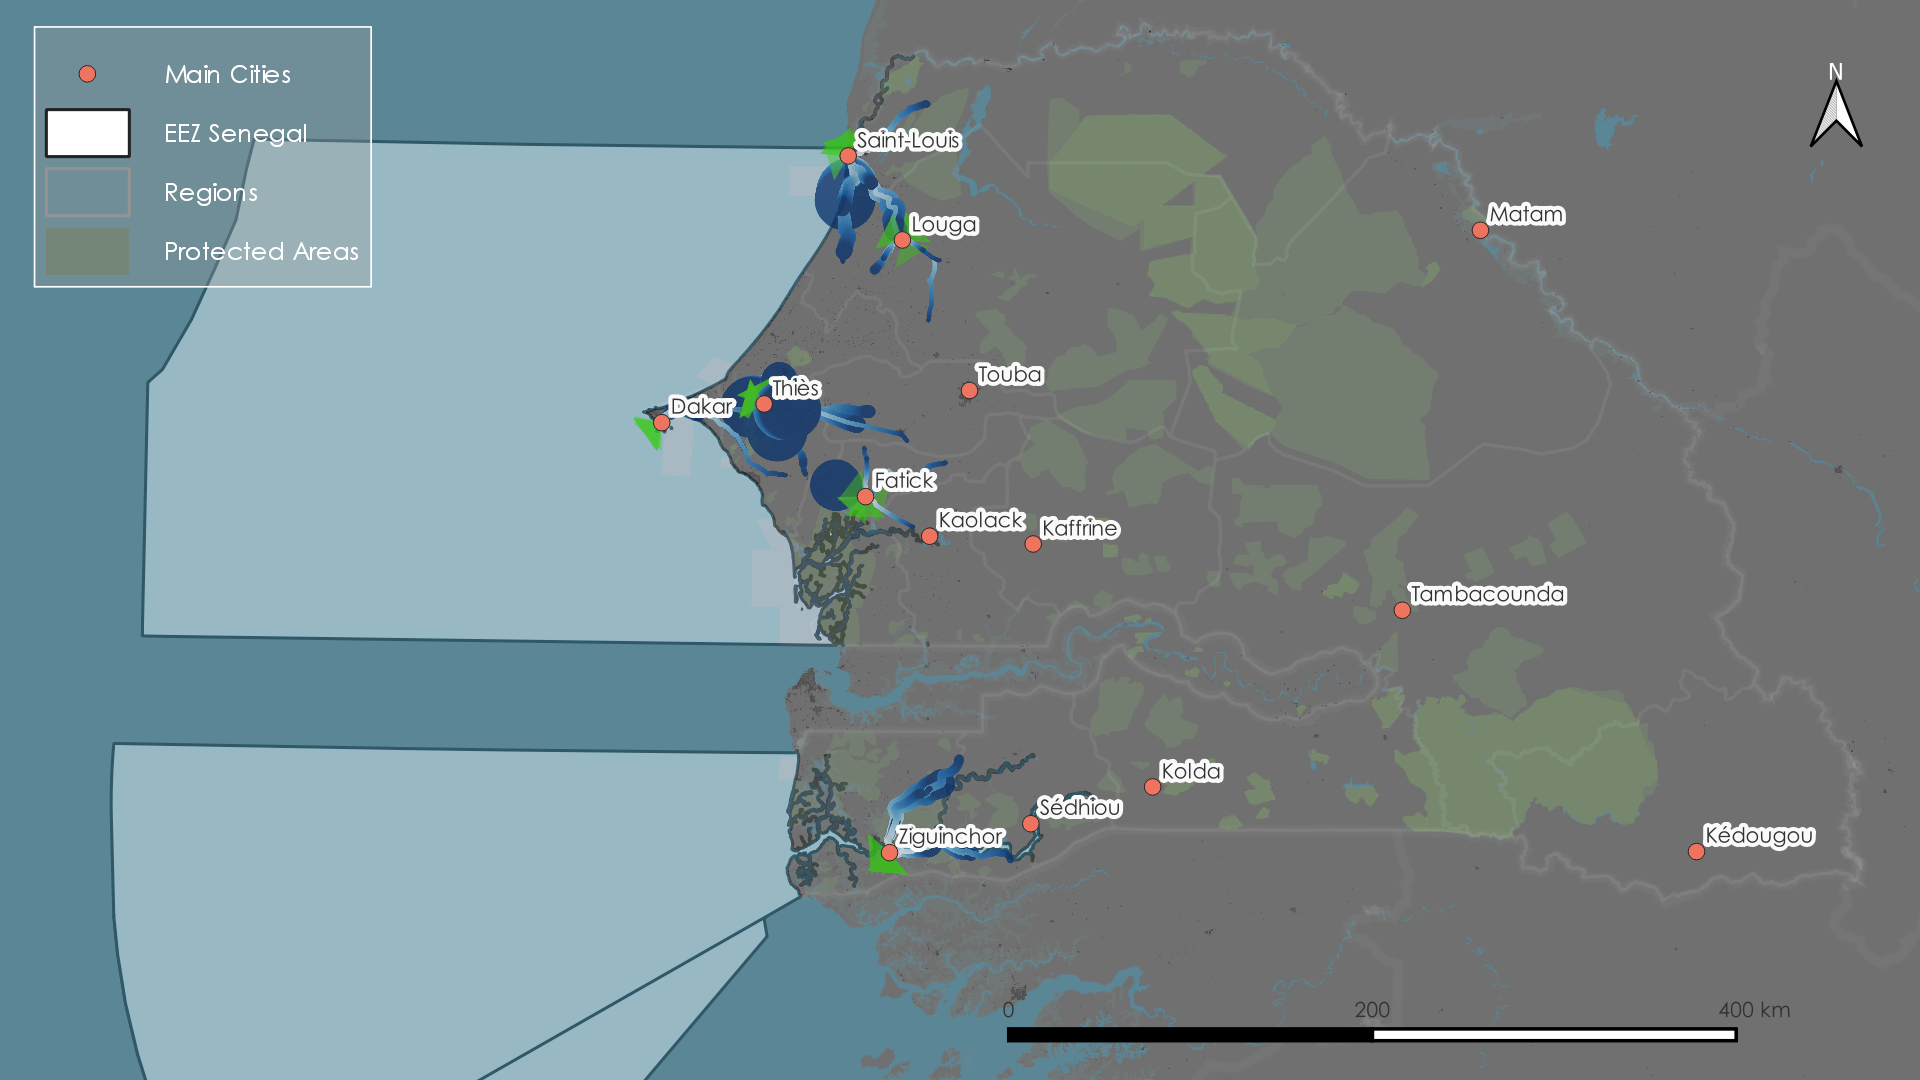 Main Cities
EEZ Senegal
Regions
Protected Areas
N
Saint-Louis
Louga
Matam
Touba
Thiès
Dakar
Fatick
Kaolack
Kaffrine
Tambacounda
Kolda
Sédhiou
Ziguinchor
Kédougou
0 200 400 km